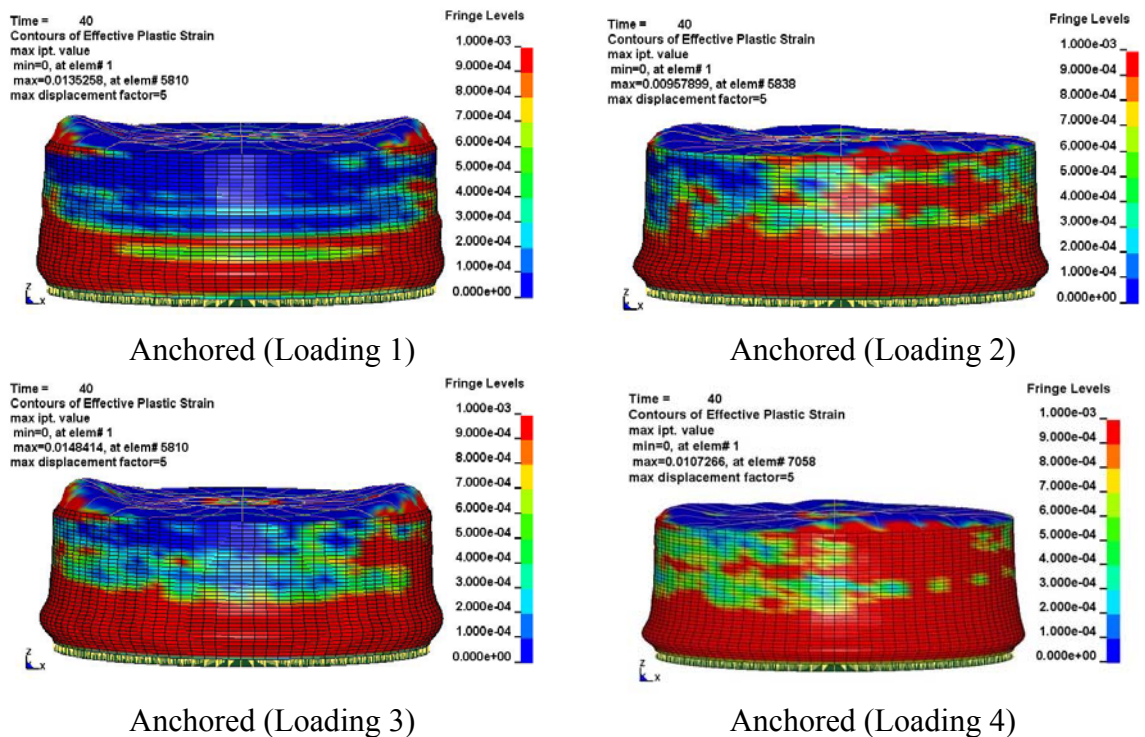 Time = 40
Contours of Effective Plastic Strain
max ipt. value
min=0, at elem# 1
max=0.0135258, at elem# 5810
max displacement factor=5
Fringe Levels
1.000e-03
9.000e-04
8.000e-04
7.000e-04
6.000e-04
5.000e-04
4.000e-04
3.000e-04
2.000e-04
1.000e-04
0.000e+00
Z
X
Anchored (Loading 1)
Time = 40
Contours of Effective Plastic Strain
max ipt. value
min=0, at elem# 1
max=0.00957899, at elem# 5838
max displacement factor=5
Fringe Levels
1.000e-03
9.000e-04
8.000e-04
7.000e-04
6.000e-04
5.000e-04
4.000e-04
3.000e-04
2.000e-04
1.000e-04
0.000e+00
Z
X
Anchored (Loading 2)
Time = 40
Contours of Effective Plastic Strain
max ipt. value
min=0, at elem# 1
max=0.0148414, at elem# 5810
max displacement factor=5
Fringe Levels
1.000e-03
9.000e-04
8.000e-04
7.000e-04
6.000e-04
5.000e-04
4.000e-04
3.000e-04
2.000e-04
1.000e-04
0.000e+00
Z
X
Anchored (Loading 3)
Time = 40
Contours of Effective Plastic Strain
max ipt. value
min=0, at elem# 1
max=0.0107266, at elem# 7058
max displacement factor=5
Fringe Levels
1.000e-03
9.000e-04
8.000e-04
7.000e-04
6.000e-04
5.000e-04
4.000e-04
3.000e-04
2.000e-04
1.000e-04
0.000e+00
Z
X
Anchored (Loading 4)